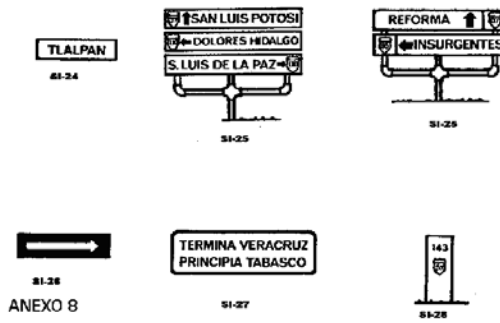 TLALPAN
SI-24
SAN LUIS POTOSI
DOLORES HIDALGO
S. LUIS DE LA PAZ
SI-25
REFORMA
INSURGENTES
SI-25
SI-26
ANEXO 8
TERMINA VERACRUZ
PRINCIPIA TABASCO
SI-27
143
SI-28